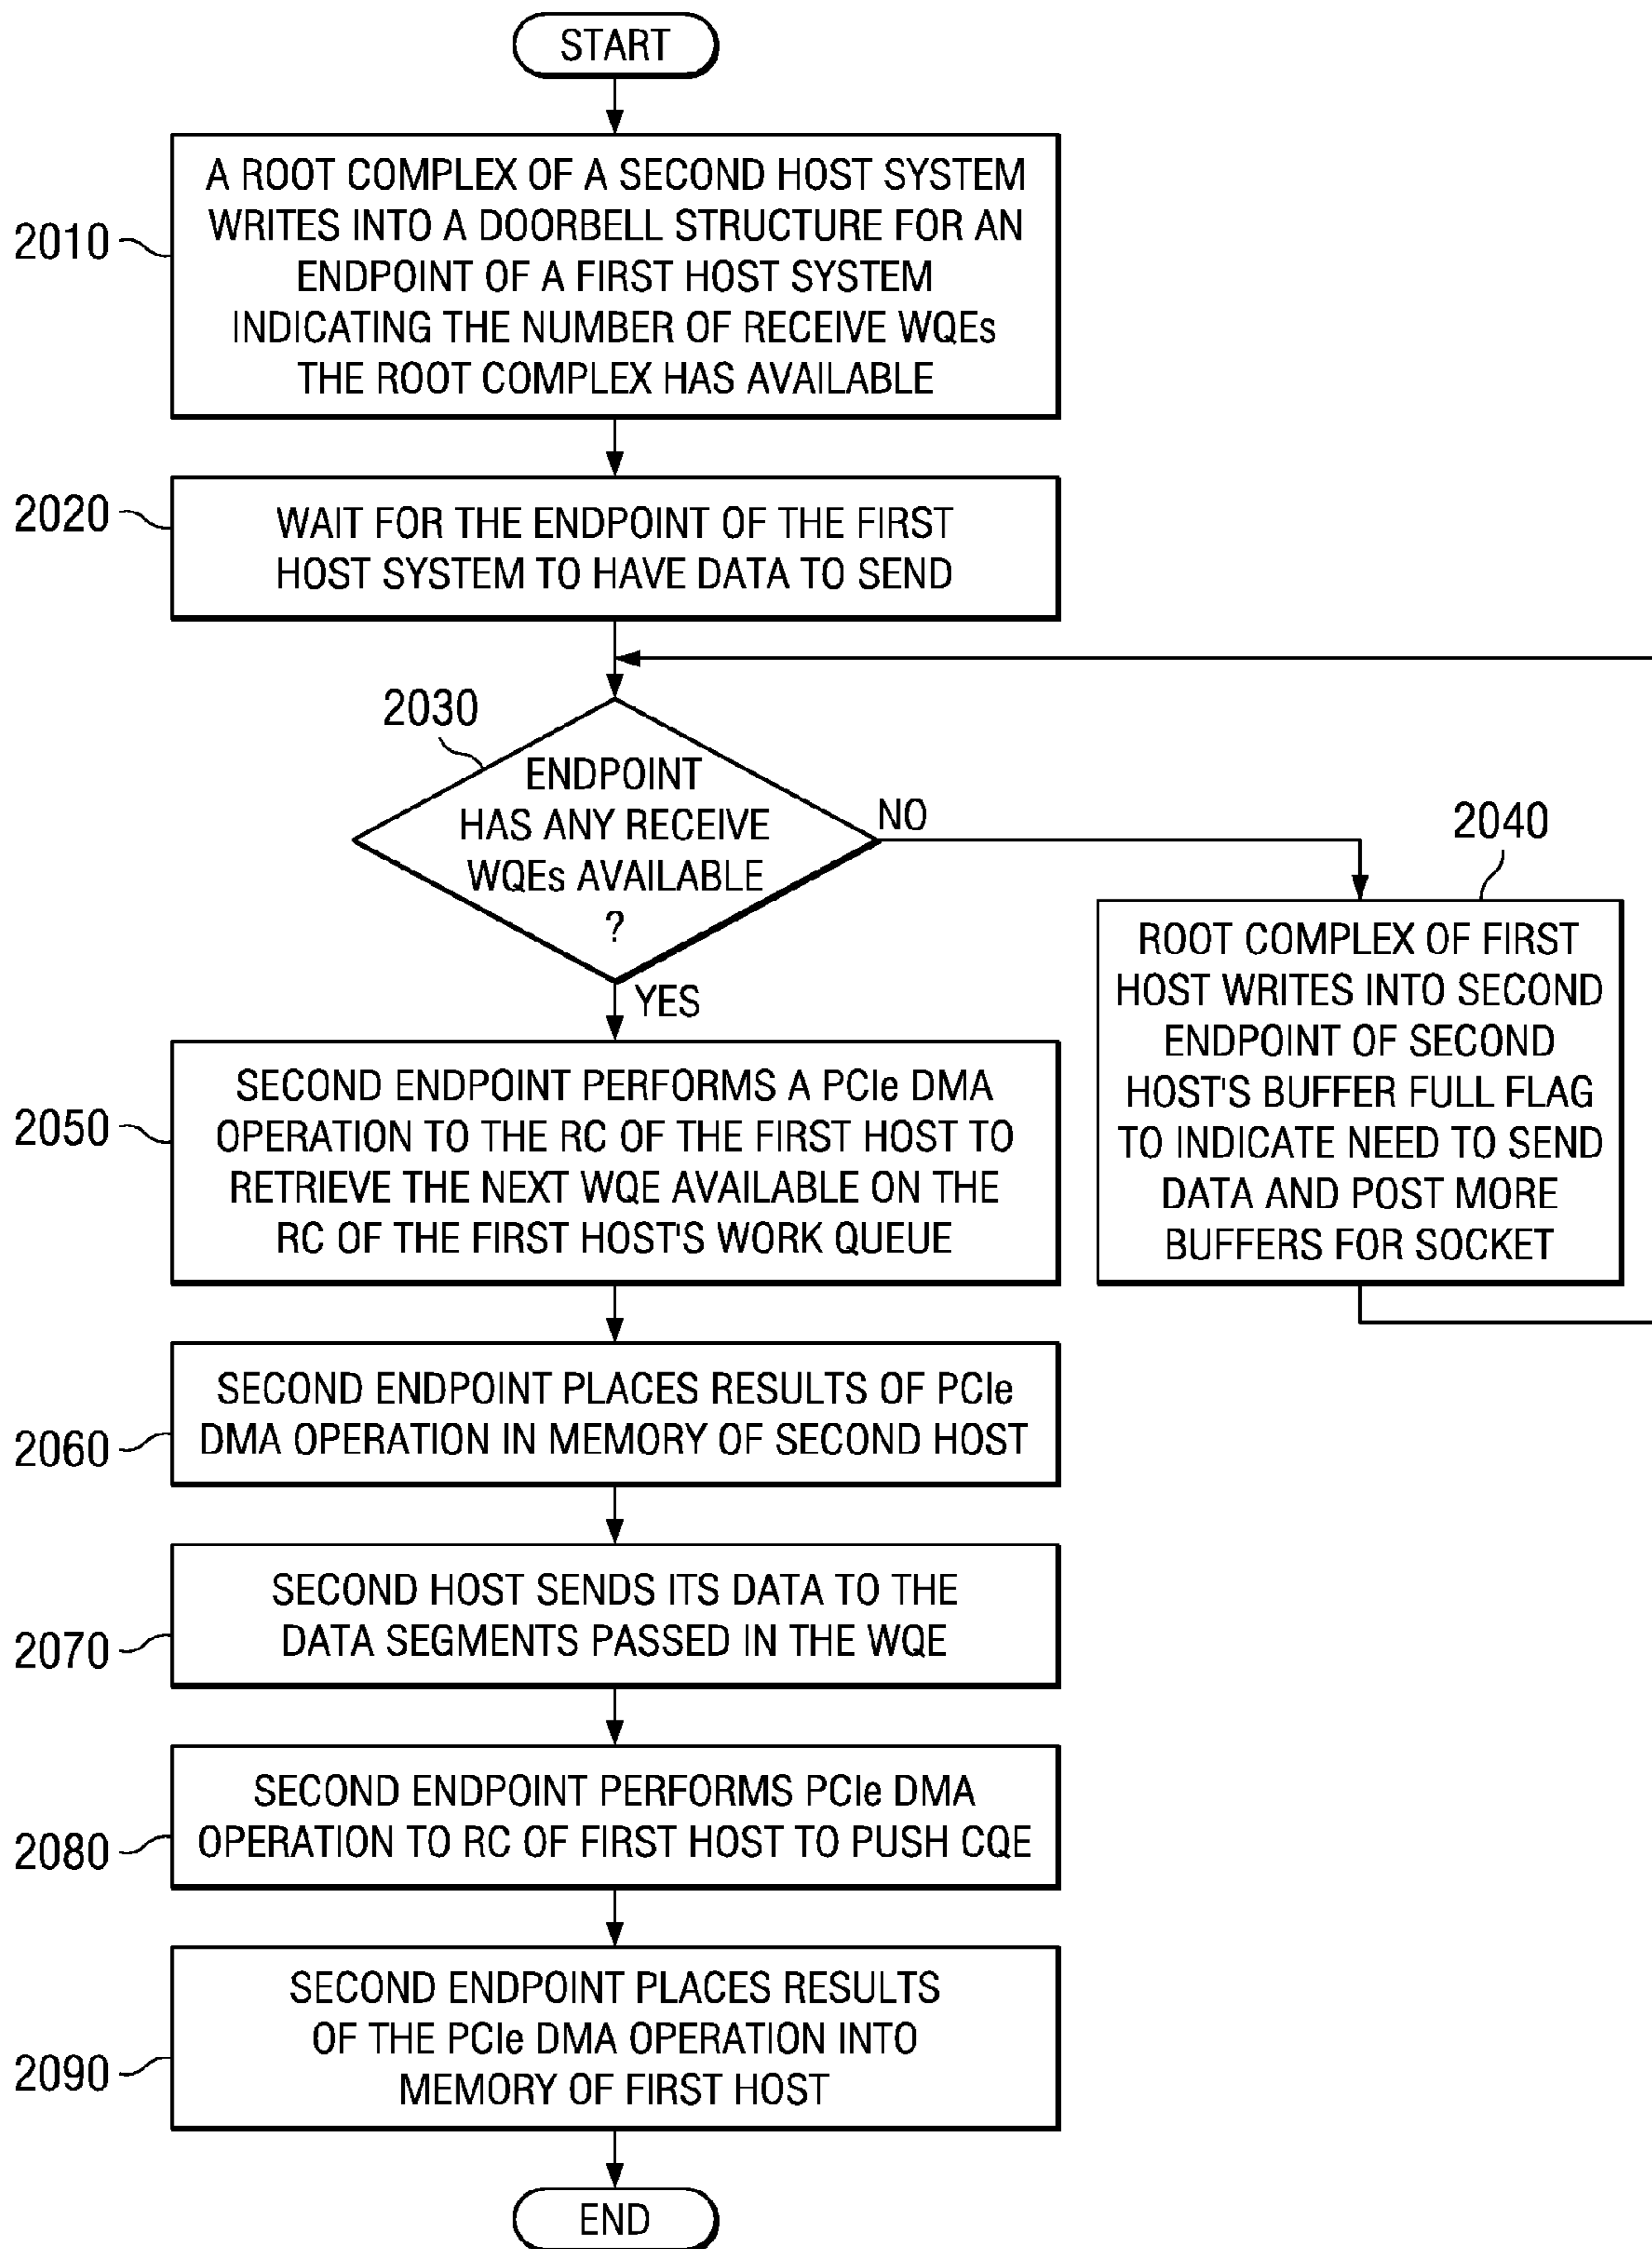 START
2010
A ROOT COMPLEX OF A SECOND HOST SYSTEM
WRITES INTO A DOORBELL STRUCTURE FOR AN
ENDPOINT OF A FIRST HOST SYSTEM
INDICATING THE NUMBER OF RECEIVE WQEs
THE ROOT COMPLEX HAS AVAILABLE
2020
WAIT FOR THE ENDPOINT OF THE FIRST
HOST SYSTEM TO HAVE DATA TO SEND
2030
ENDPOINT
HAS ANY RECEIVE
WQEs AVAILABLE
?
NO
YES
2040
ROOT COMPLEX OF FIRST
HOST WRITES INTO SECOND
ENDPOINT OF SECOND
HOST'S BUFFER FULL FLAG
TO INDICATE NEED TO SEND
DATA AND POST MORE
BUFFERS FOR SOCKET
2050
SECOND ENDPOINT PERFORMS A PCIe DMA
OPERATION TO THE RC OF THE FIRST HOST TO
RETRIEVE THE NEXT WQE AVAILABLE ON THE
RC OF THE FIRST HOST'S WORK QUEUE
2060
SECOND ENDPOINT PLACES RESULTS OF PCIe
DMA OPERATION IN MEMORY OF SECOND HOST
2070
SECOND HOST SENDS ITS DATA TO THE
DATA SEGMENTS PASSED IN THE WQE
2080
SECOND ENDPOINT PERFORMS PCIe DMA
OPERATION TO RC OF FIRST HOST TO PUSH CQE
2090
SECOND ENDPOINT PLACES RESULTS
OF THE PCIe DMA OPERATION INTO
MEMORY OF FIRST HOST
END